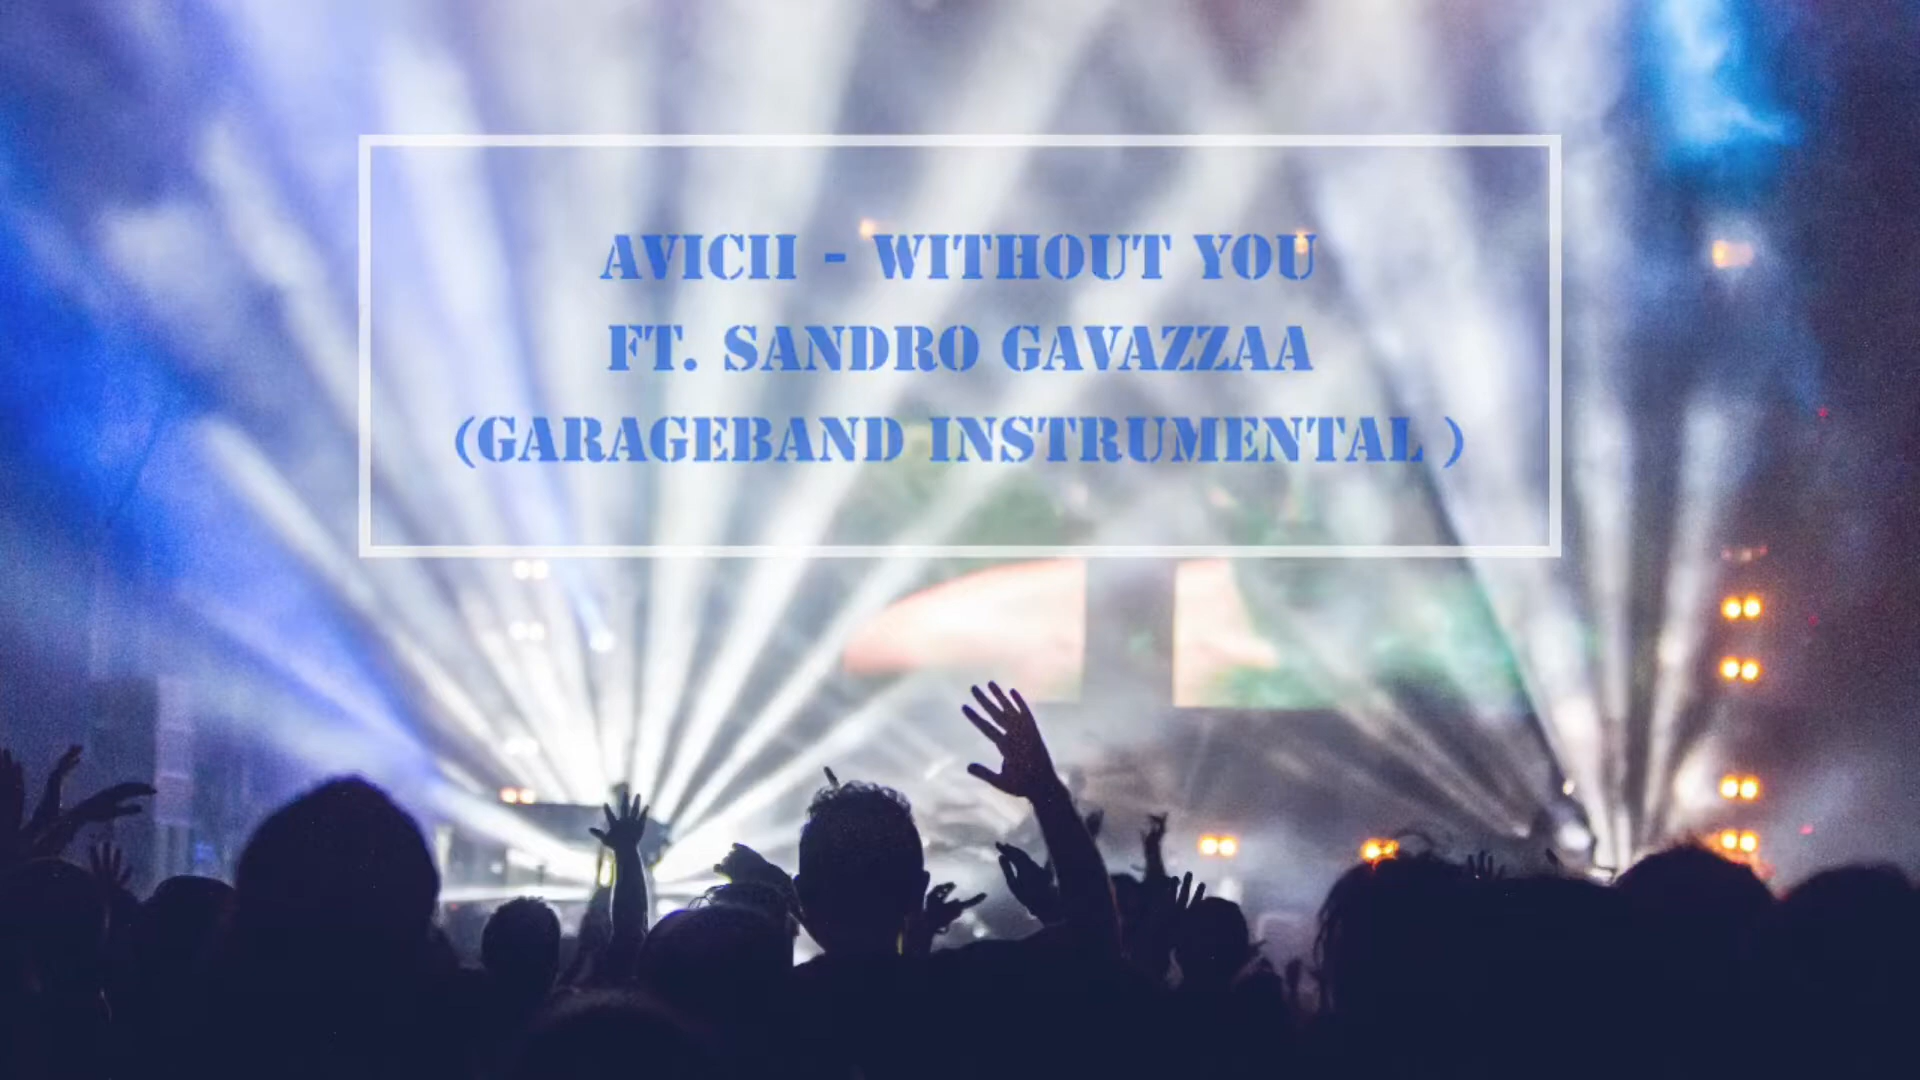 AVICII - WITHOUT YOU
FT. SANDRO GAVAZZAA
(GARAGEBAND INSTRUMENTAL )